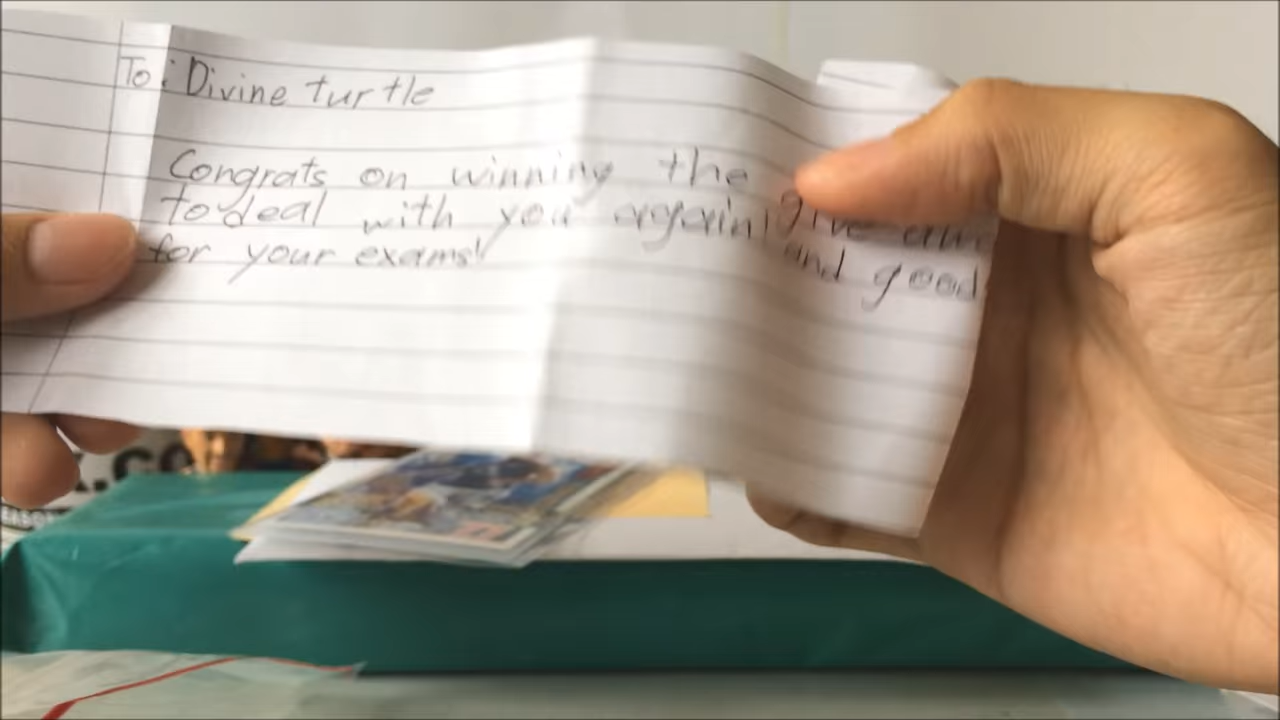 To: Divine turtle
Congrats on winning the
to deal with you again! and good
for your exams!